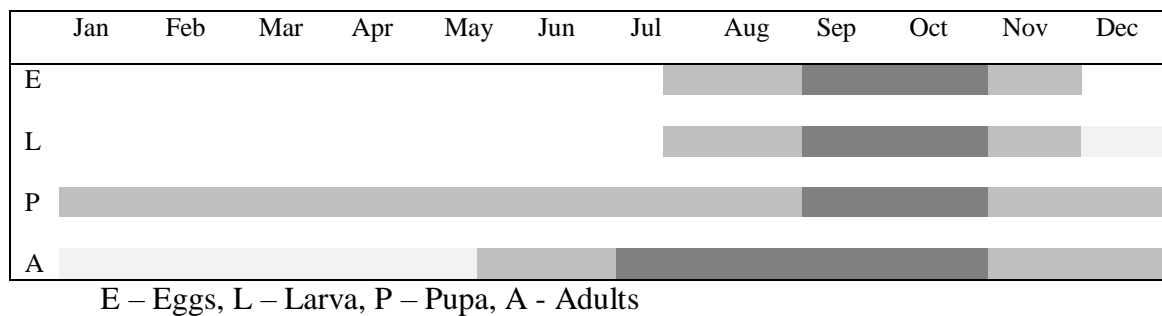 Jan Feb Mar Apr May Jun Jul Aug Sep Oct Nov Dec
E
L
P
A
E – Eggs, L – Larva, P – Pupa, A - Adults